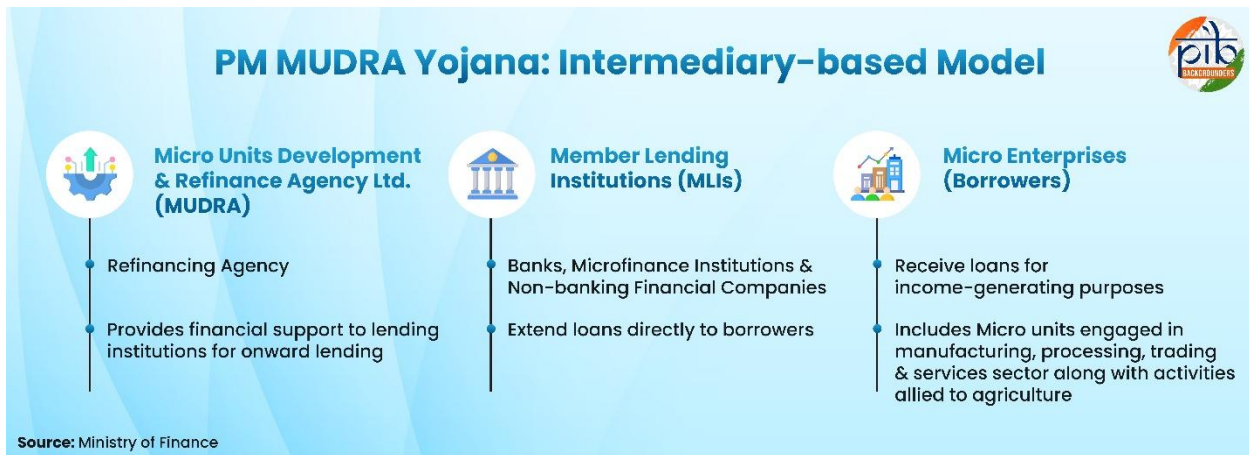 PM MUDRA Yojana: Intermediary-based Model
pib
BACKGROUNDERS
Micro Units Development
& Refinance Agency Ltd.
(MUDRA)
Refinancing Agency
Provides financial support to lending
institutions for onward lending
Member Lending
Institutions (MLIs)
Banks, Microfinance Institutions &
Non-banking Financial Companies
Extend loans directly to borrowers
Micro Enterprises
(Borrowers)
Receive loans for
income-generating purposes
Includes Micro units engaged in
manufacturing, processing, trading
& services sector along with activities
allied to agriculture
Source: Ministry of Finance